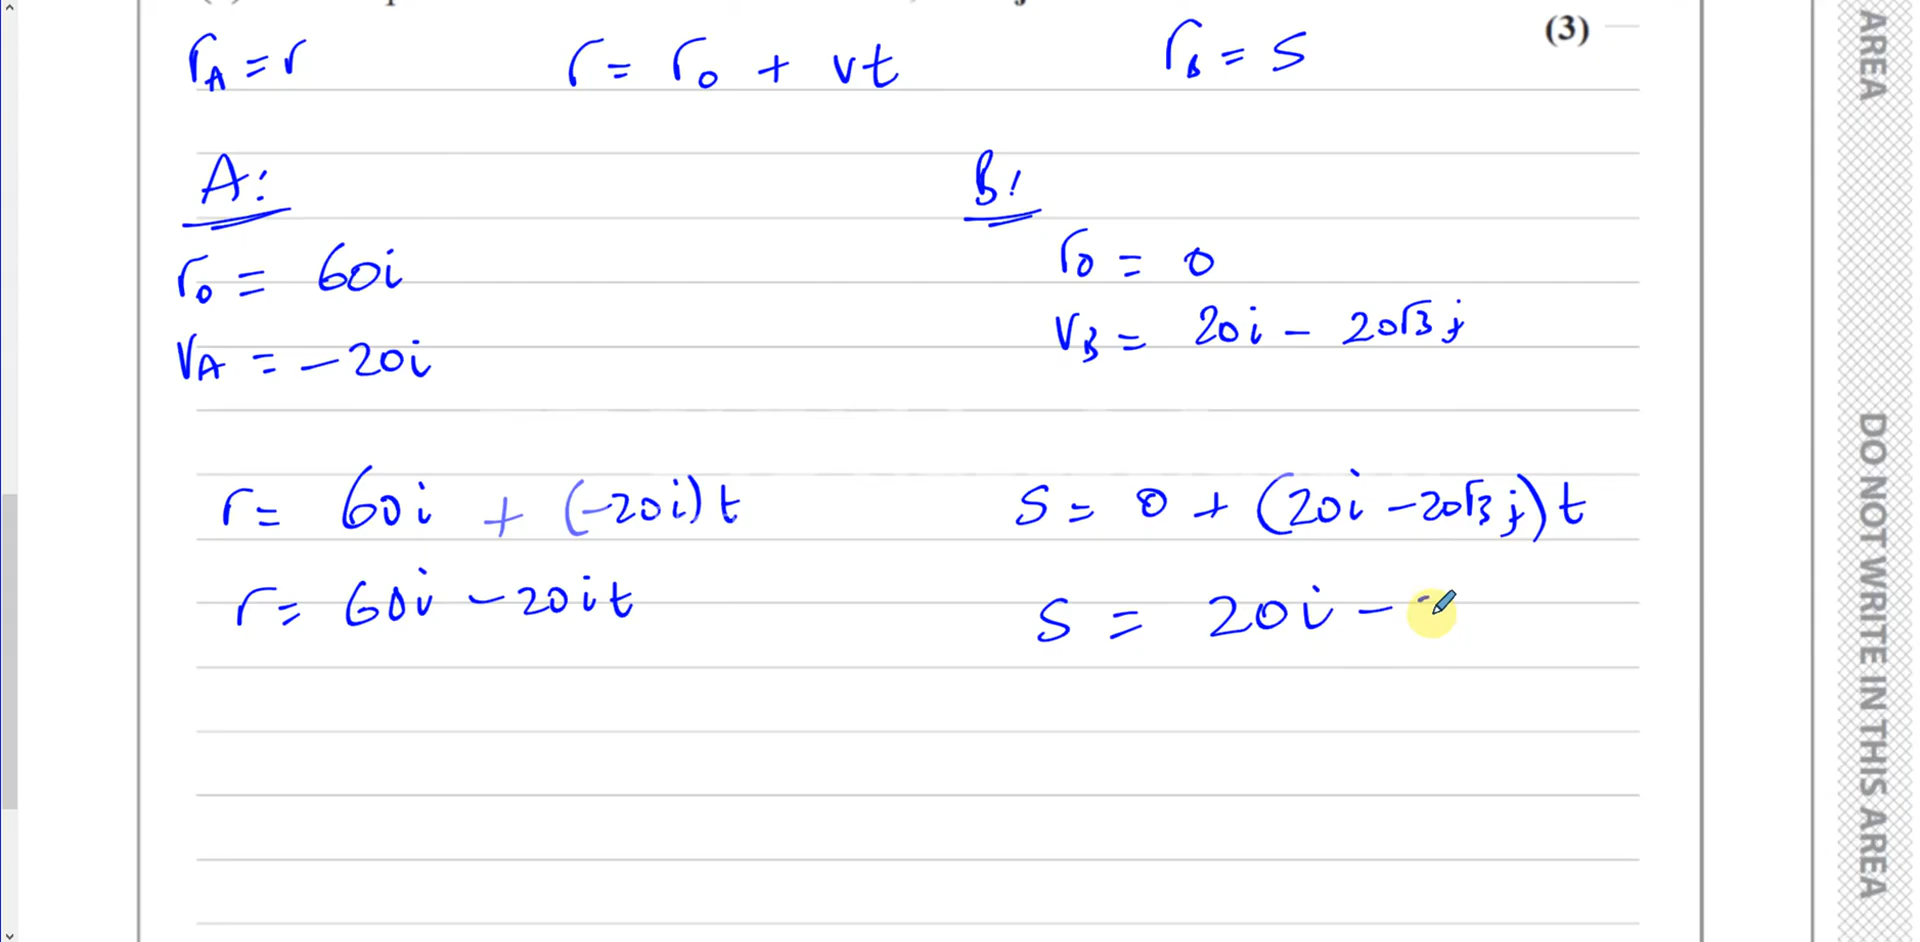 (3)
r_A = r    r = r_0 + vt    r_B = s
A:    B:
r_0 = 60i    r_0 = 0
V_A = -20i    V_B = 20i - 20√3 j
r = 60i + (-20i)t    s = 0 + (20i - 20√3 j)t
r = 60i - 20it    s = 20i -
AREA
DO NOT WRITE IN THIS AREA